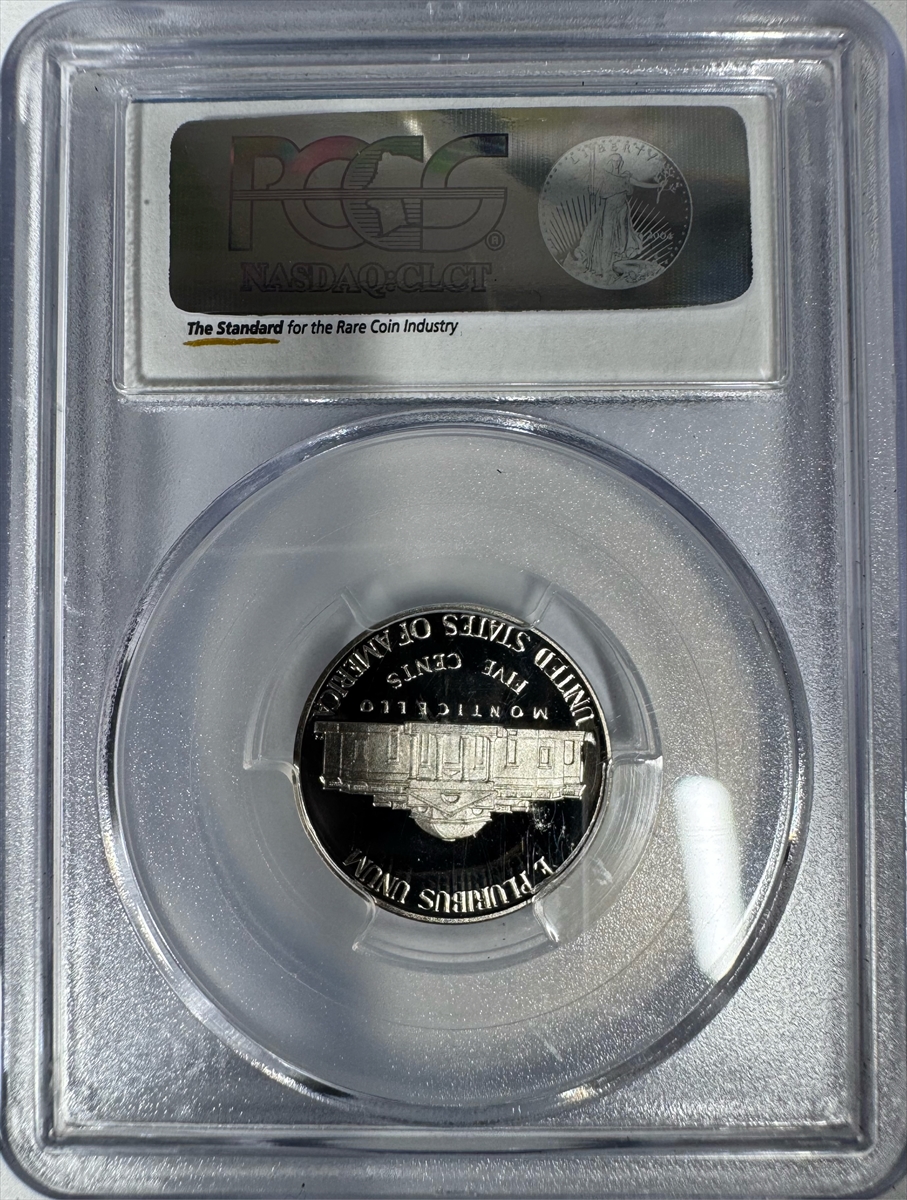 PCGS®
NASDAQ:CLCT
LIBERTY
2004
The Standard for the Rare Coin Industry
UNITED STATES OF AMERICA
FIVE CENTS
MONTICELLO
E PLURIBUS UNUM